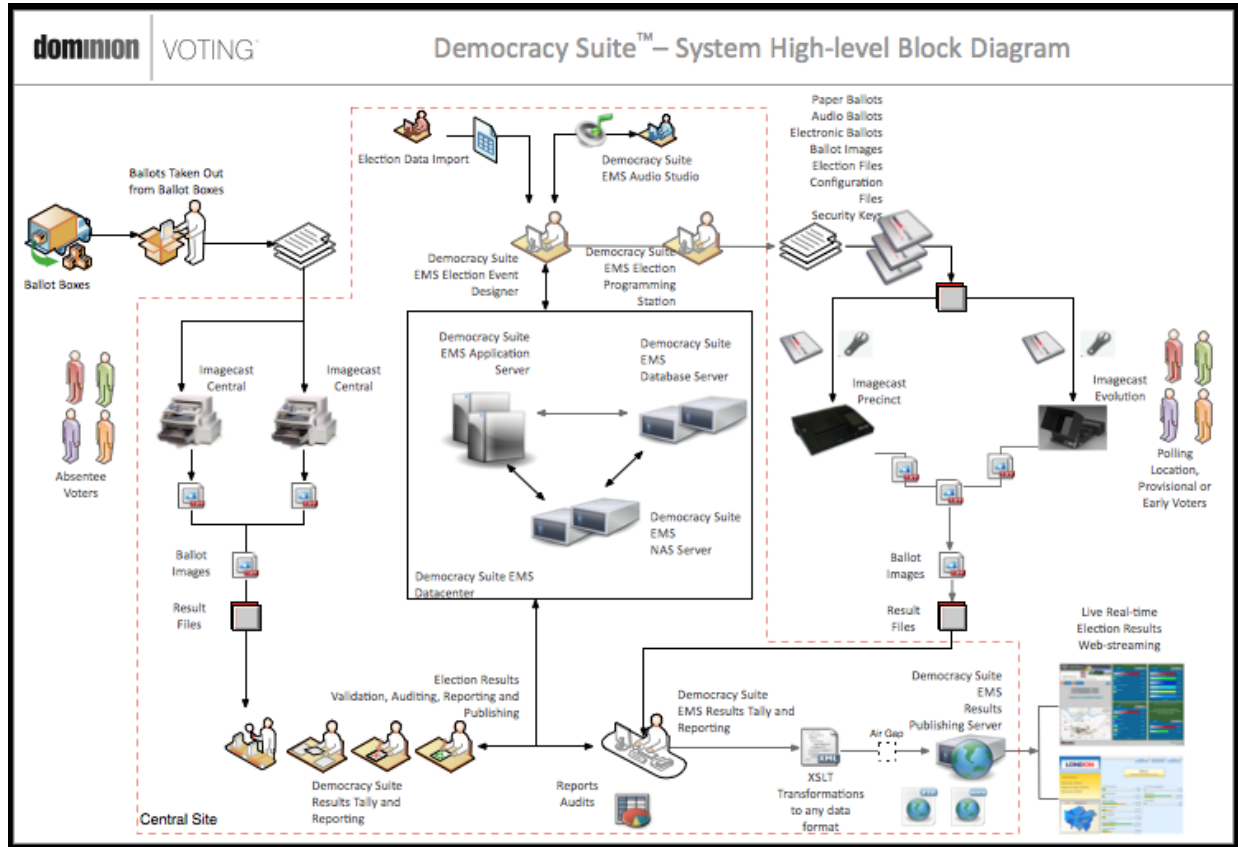 dominion
VOTING
Democracy Suite™– System High-level Block Diagram
Paper Ballots
Audio Ballots
Electronic Ballots
Ballot Images
Election Files
Configuration
Files
Security Keys
Election Data Import
Democracy Suite
EMS Audio Studio
Ballots Taken Out
from Ballot Boxes
Ballot Boxes
Democracy Suite
EMS Election Event
Designer
Democracy Suite
EMS Election
Programming
Station
Democracy Suite
EMS Application
Server
Democracy Suite
EMS
Database Server
Democracy Suite
EMS
NAS Server
Democracy Suite EMS
Datacenter
Imagecast
Central
Imagecast
Central
Absentee
Voters
Imagecast
Precinct
Imagecast
Evolution
Polling
Location,
Provisional or
Early Voters
Ballot
Images
Result
Files
Ballot
Images
Result
Files
Live Real-time
Election Results
Web-streaming
Election Results
Validation, Auditing, Reporting and
Publishing
Democracy Suite
EMS Results Tally and
Reporting
Democracy Suite
EMS
Results
Publishing Server
Air Gap
XML
XSLT
Transformations
to any data
format
Democracy Suite
Results Tally and
Reporting
Reports
Audits
LONDON
Central Site